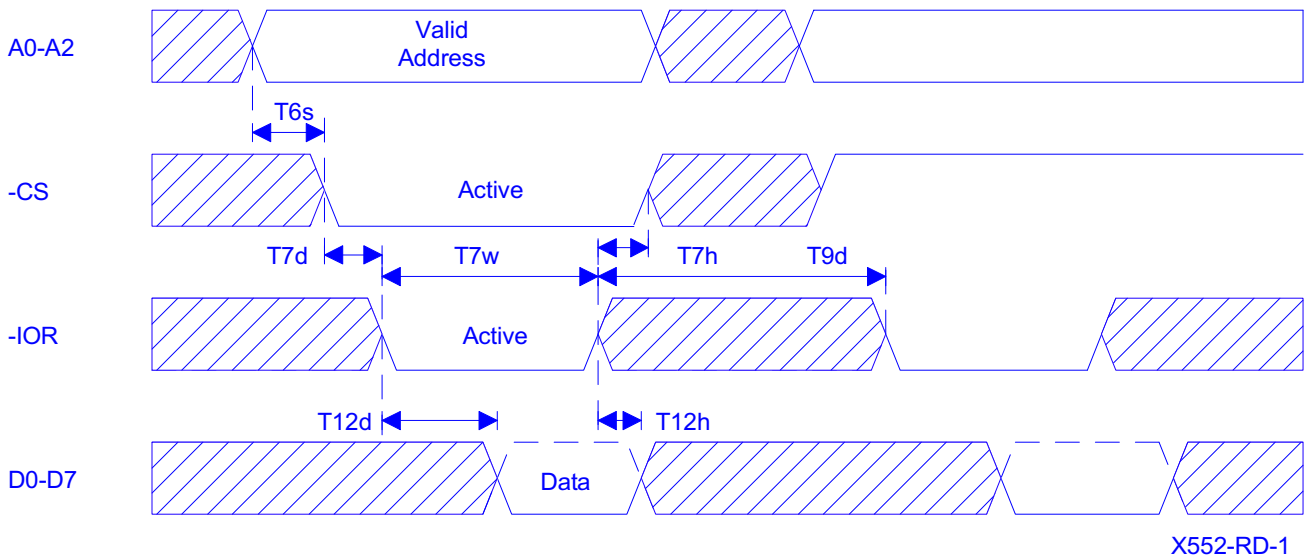 A0-A2
Valid
Address
T6s
-CS
Active
T7d
T7w
T7h
T9d
-IOR
Active
T12d
T12h
D0-D7
Data
X552-RD-1